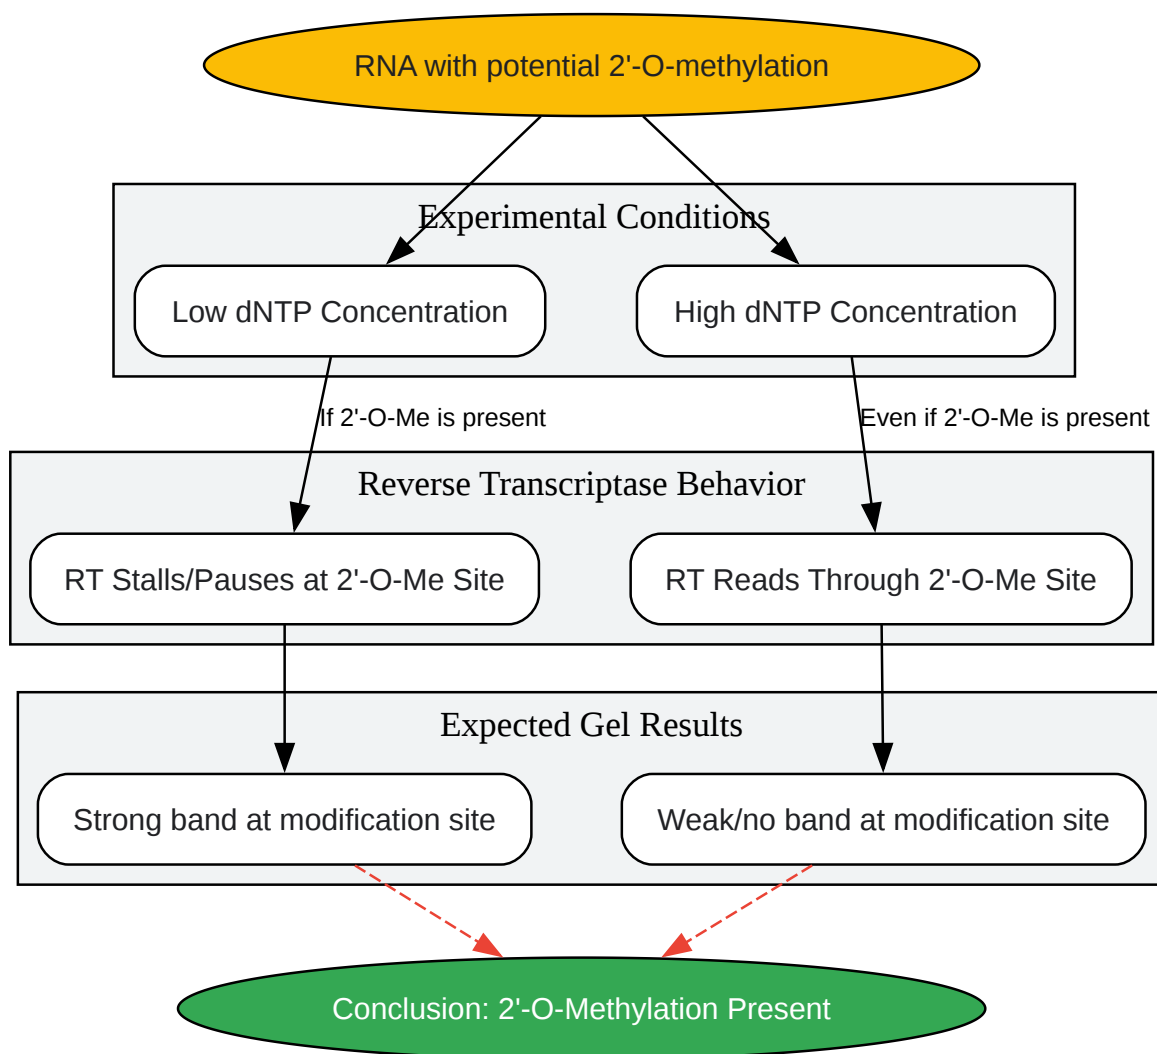 RNA with potential 2'-O-methylation
Experimental Conditions
Low dNTP Concentration
High dNTP Concentration
If 2'-O-Me is present
Even if 2'-O-Me is present
Reverse Transcriptase Behavior
RT Stalls/Pauses at 2'-O-Me Site
RT Reads Through 2'-O-Me Site
Expected Gel Results
Strong band at modification site
Weak/no band at modification site
Conclusion: 2'-O-Methylation Present